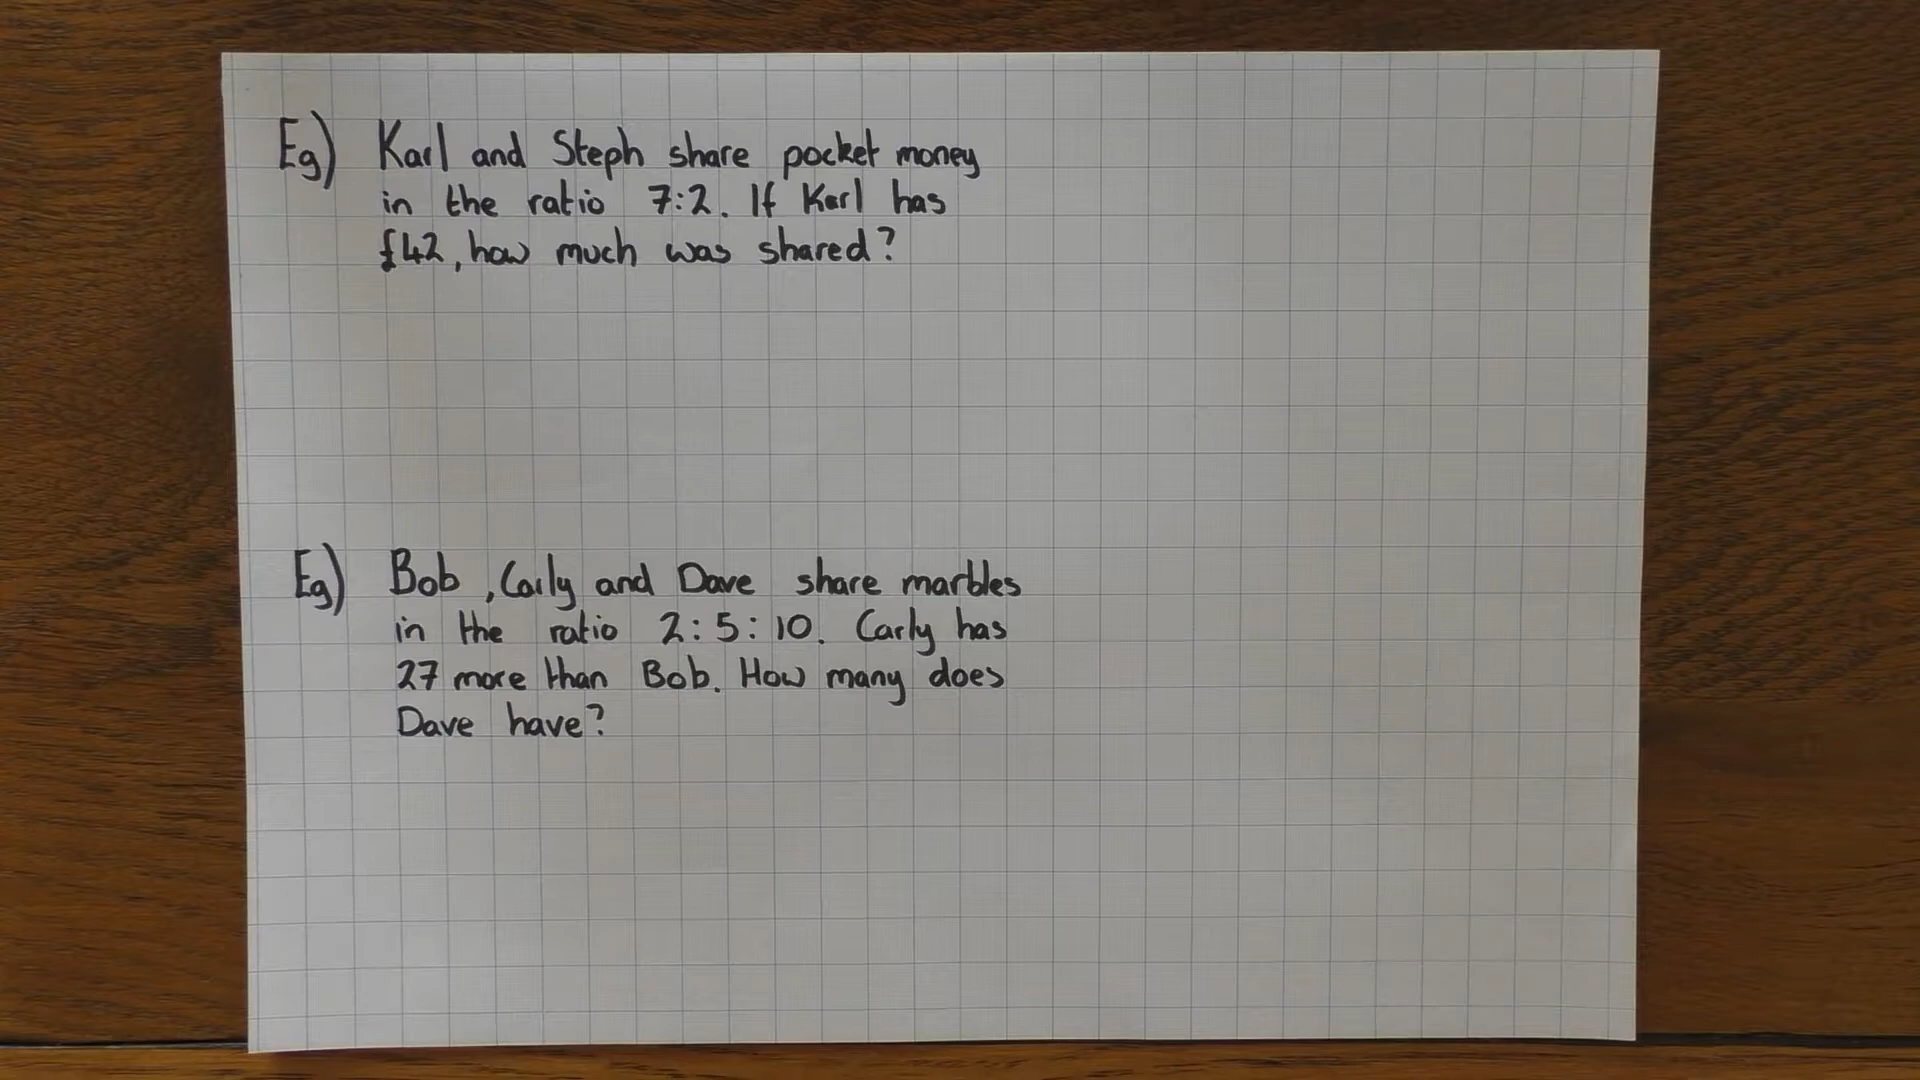 Eg) Karl and Steph share pocket money
in the ratio 7:2. If Karl has
£42, how much was shared?
Eg) Bob, Carly and Dave share marbles
in the ratio 2:5:10. Carly has
27 more than Bob. How many does
Dave have?